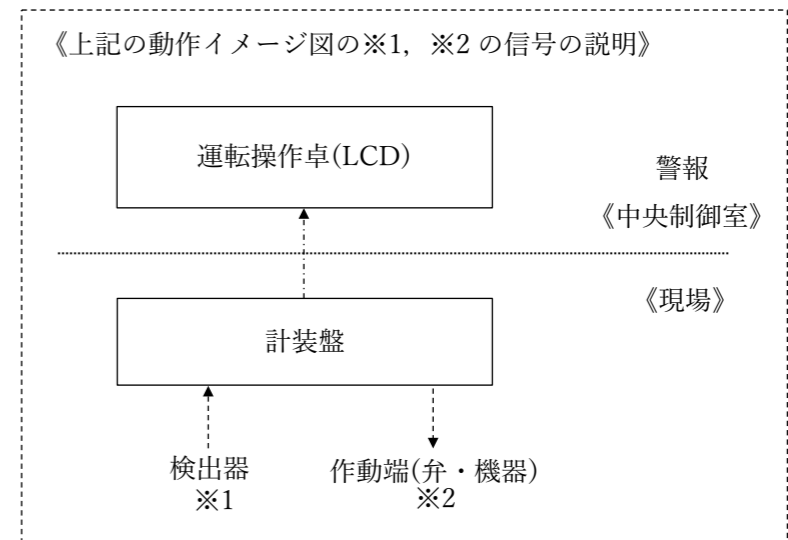 《上記の動作イメージ図の※1，※2 の信号の説明》
運転操作卓(LCD)
警報
《中央制御室》
《現場》
計装盤
検出器
※1
作動端(弁・機器)
※2